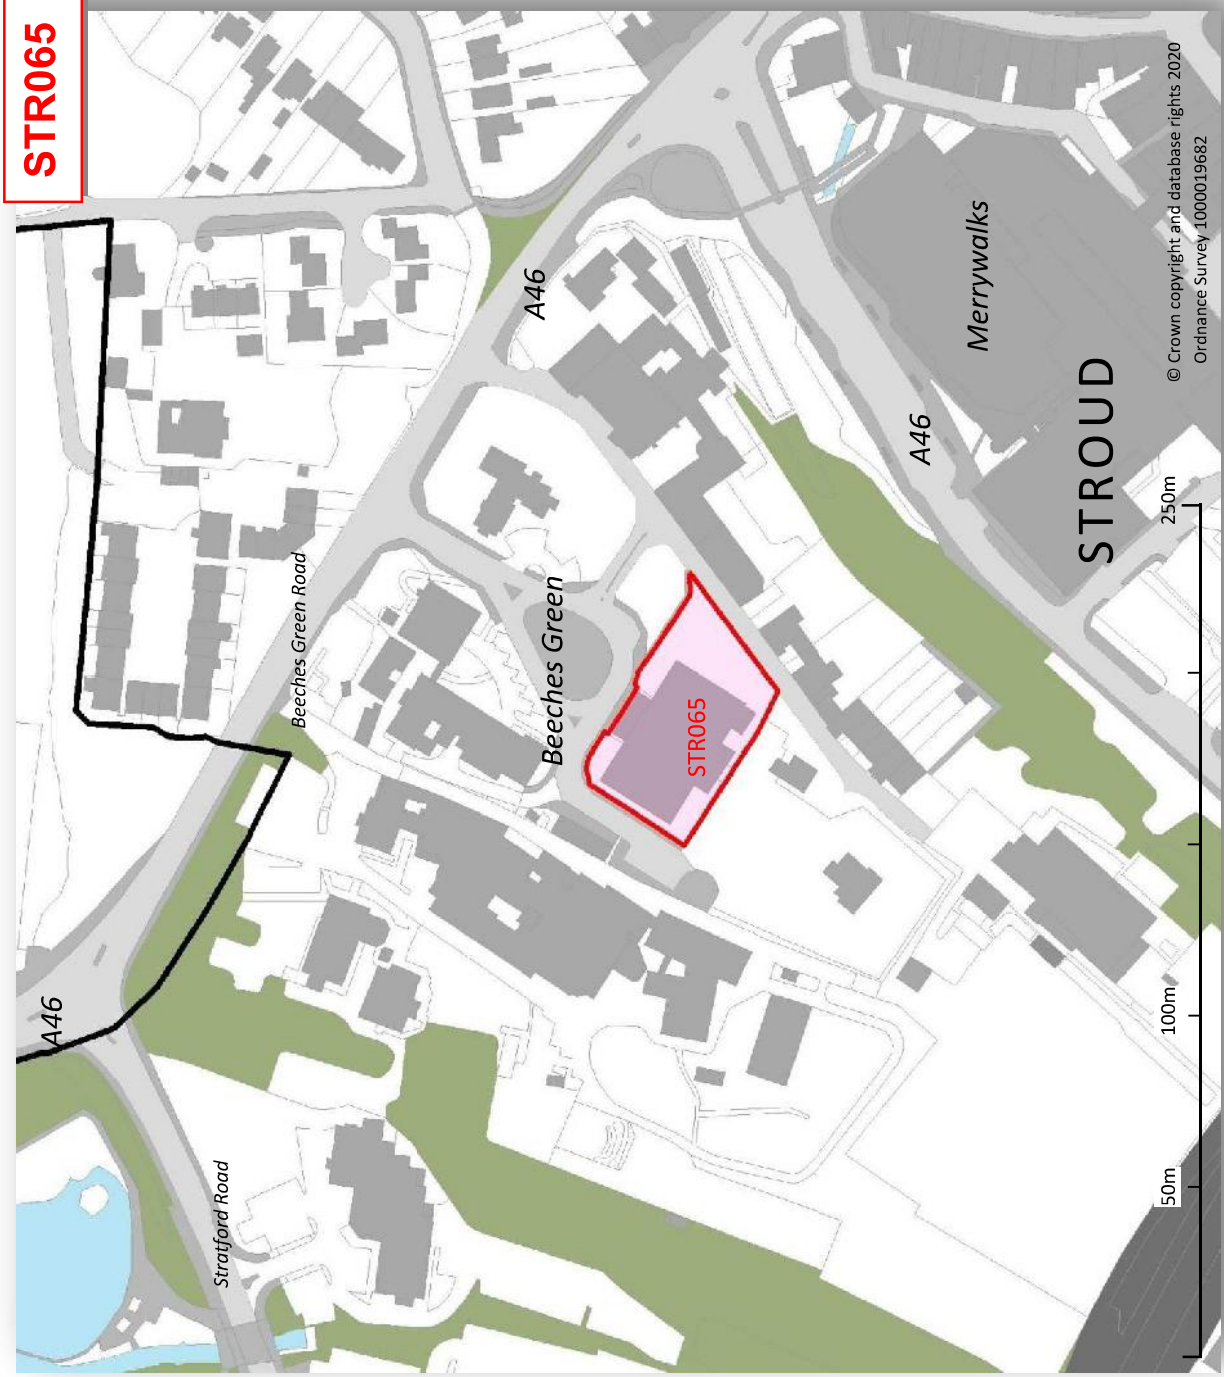 STR065
A46
Stratford Road
Beeches Green Road
A46
Beeches Green
STR065
A46
Merrywalks
STROUD
50m
100m
250m
© Crown copyright and database rights 2020
Ordnance Survey 1000019682